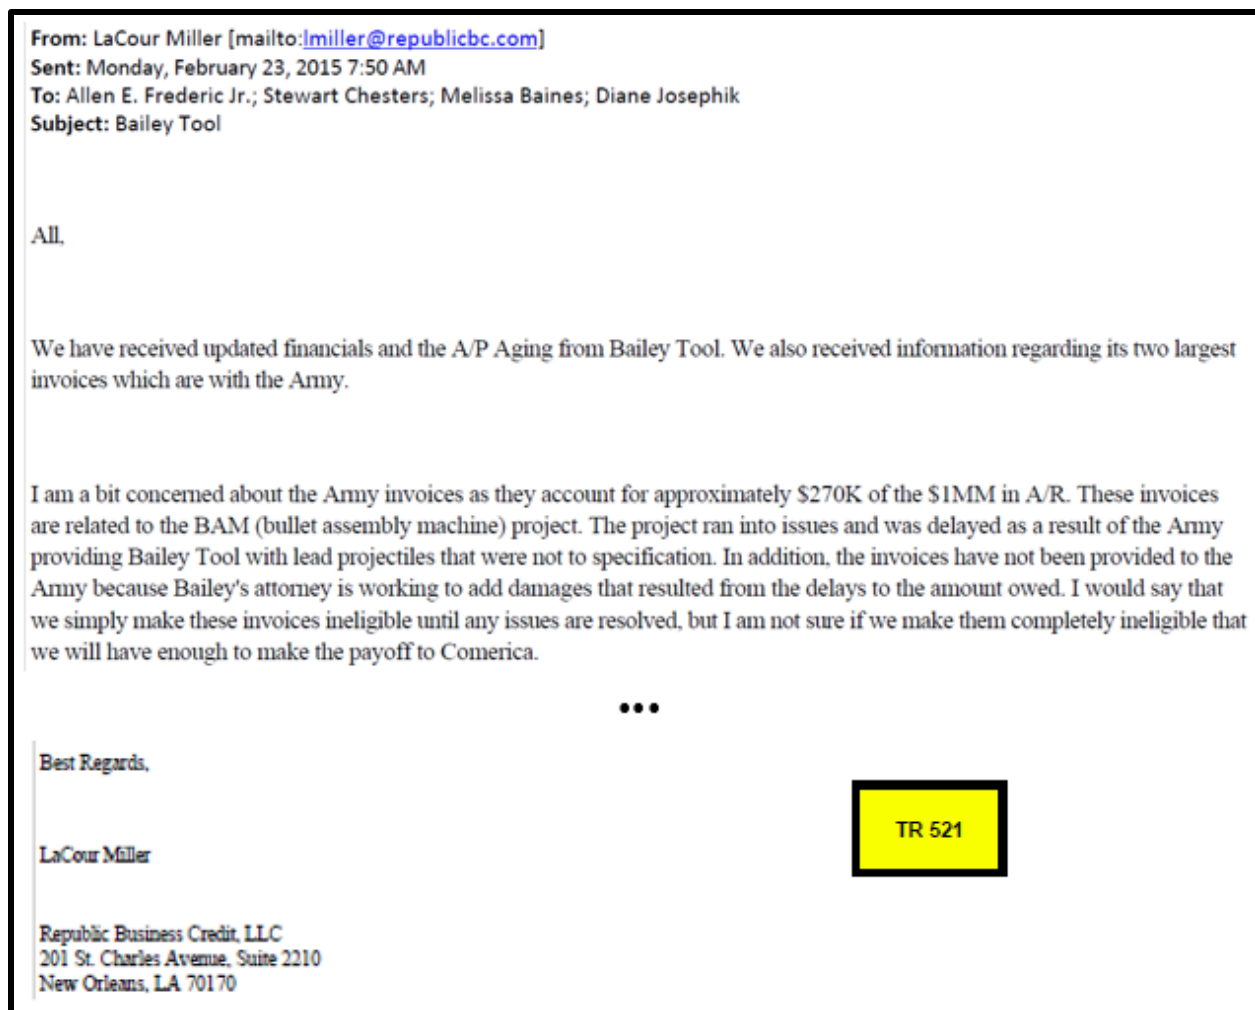 From: LaCour Miller [mailto:lmiller@republicbc.com]
Sent: Monday, February 23, 2015 7:50 AM
To: Allen E. Frederic Jr.; Stewart Chesters; Melissa Baines; Diane Josephik
Subject: Bailey Tool
All,
We have received updated financials and the A/P Aging from Bailey Tool. We also received information regarding its two largest
invoices which are with the Army.
I am a bit concerned about the Army invoices as they account for approximately $270K of the $1MM in A/R. These invoices
are related to the BAM (bullet assembly machine) project. The project ran into issues and was delayed as a result of the Army
providing Bailey Tool with lead projectiles that were not to specification. In addition, the invoices have not been provided to the
Army because Bailey's attorney is working to add damages that resulted from the delays to the amount owed. I would say that
we simply make these invoices ineligible until any issues are resolved, but I am not sure if we make them completely ineligible that
we will have enough to make the payoff to Comerica.
•••
Best Regards,
TR 521
LaCour Miller
Republic Business Credit, LLC
201 St. Charles Avenue, Suite 2210
New Orleans, LA 70170